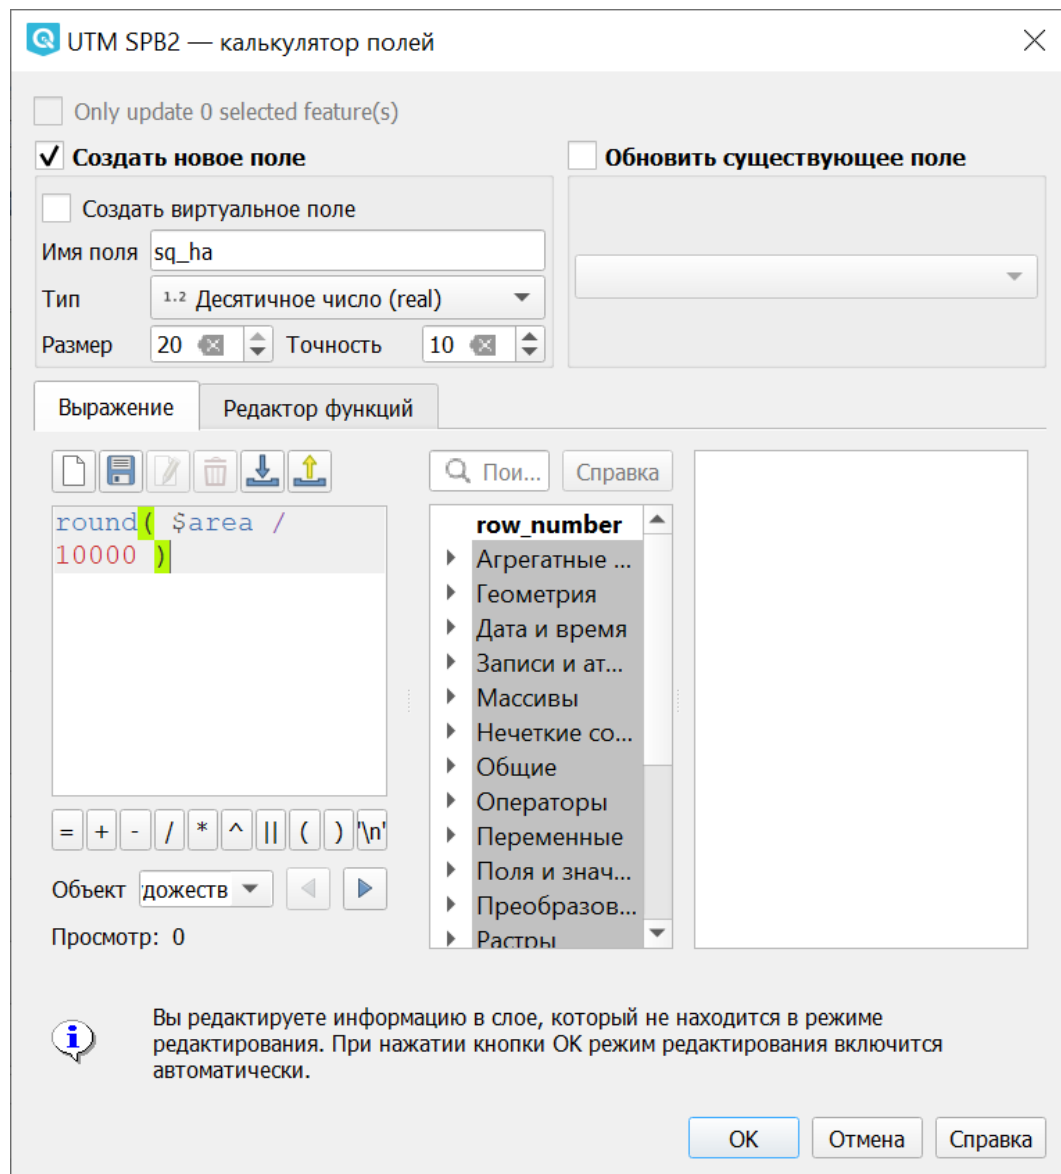 UTM SPB2 — калькулятор полей
Only update 0 selected feature(s)
Создать новое поле
Обновить существующее поле
Создать виртуальное поле
Имя поля sq_ha
Тип 1.2 Десятичное число (real)
Размер 20 Точность 10
Выражение Редактор функций
Пои... Справка
round( $area /
10000 )
row_number
Агрегатные ...
Геометрия
Дата и время
Записи и ат...
Массивы
Нечеткие со...
Общие
Операторы
Переменные
Поля и знач...
Преобразов...
Растры
= + - / * ^ || ( ) '\n'
Объект дожеств
Просмотр: 0
Вы редактируете информацию в слое, который не находится в режиме
редактирования. При нажатии кнопки OK режим редактирования включится
автоматически.
OK Отмена Справка